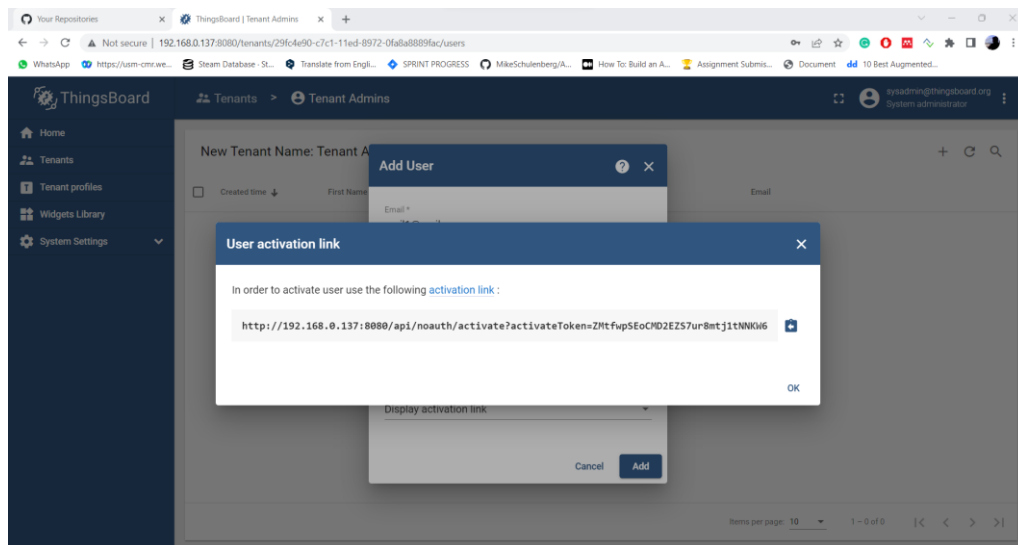 Your Repositories
ThingsBoard | Tenant Admins
Not secure | 192.168.0.137:8080/tenants/29fc4e90-c7c1-11ed-8972-0fa8a8889fac/users
WhatsApp https://usm-cmr.we... Steam Database - St... Translate from Engli... SPRINT PROGRESS MikeSchulenberg/A... How To: Build an A... Assignment Submis... Document dd 10 Best Augmented...
ThingsBoard
Tenants > Tenant Admins
sysadmin@thingsboard.org
System administrator
Home
Tenants
Tenant profiles
Widgets Library
System Settings
New Tenant Name: Tenant A
Created time First Name Email
Add User
Email *
User activation link
In order to activate user use the following activation link :
http://192.168.0.137:8080/api/noauth/activate?activateToken=ZMtfwpSEoCMD2EZS7ur8mtj1tNNKW6
OK
Display activation link
Cancel Add
Items per page: 10 1 – 0 of 0